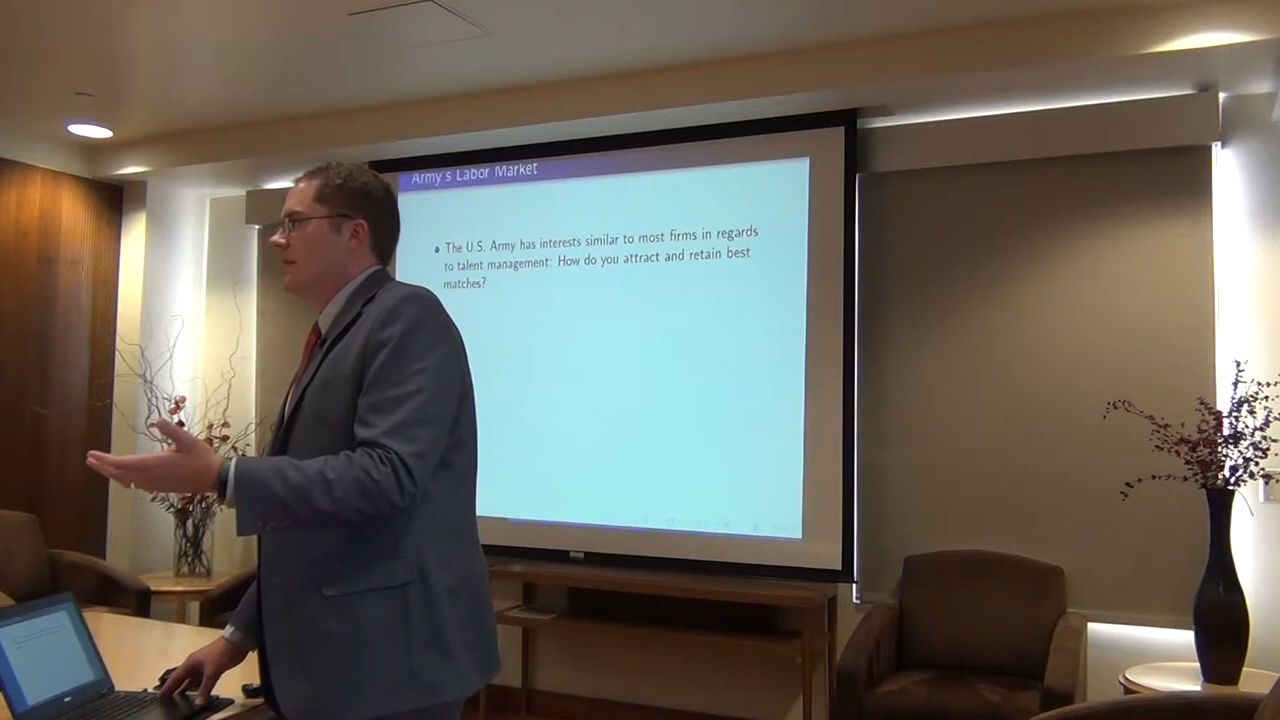 Army's Labor Market
The U.S. Army has interests similar to most firms in regards
to talent management: How do you attract and retain best
matches?